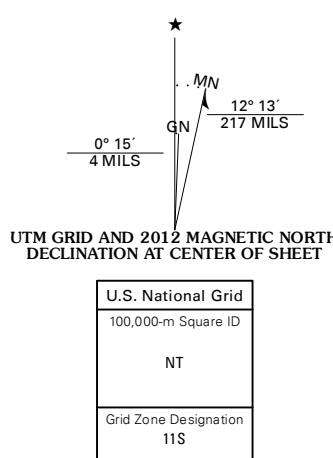 ★
MN
GN
12° 13´
217 MILS
0° 15´
4 MILS
UTM GRID AND 2012 MAGNETIC NORTH
DECLINATION AT CENTER OF SHEET
U.S. National Grid
100,000-m Square ID
NT
Grid Zone Designation
11S